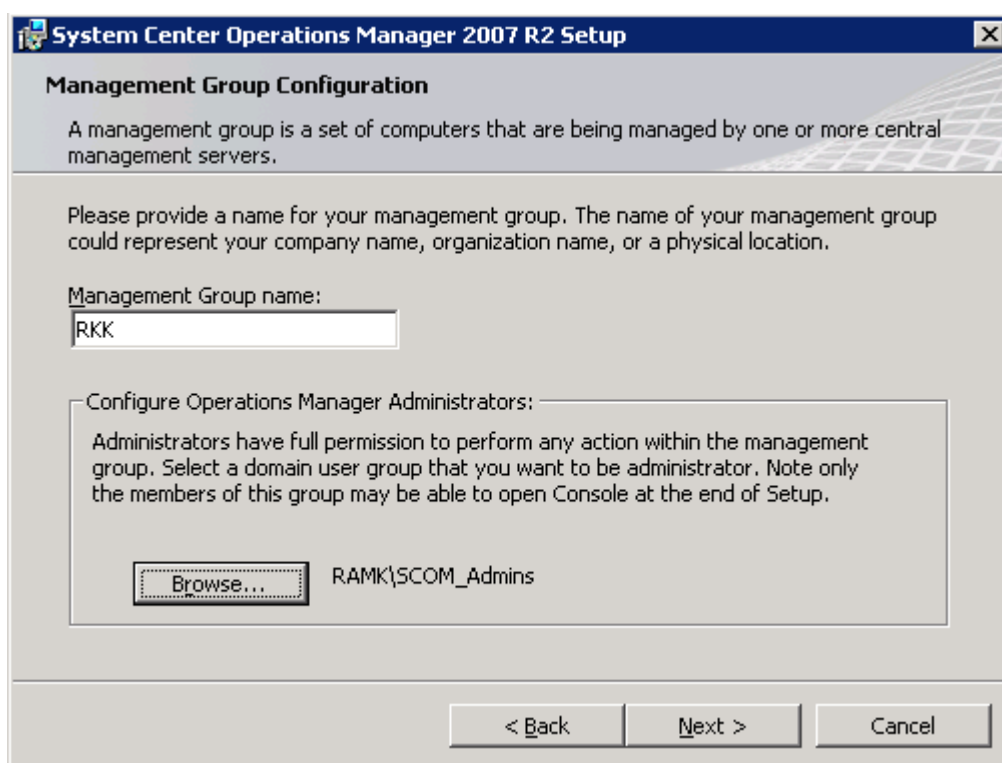 System Center Operations Manager 2007 R2 Setup
Management Group Configuration
A management group is a set of computers that are being managed by one or more central
management servers.
Please provide a name for your management group. The name of your management group
could represent your company name, organization name, or a physical location.
Management Group name:
RKK
Configure Operations Manager Administrators:
Administrators have full permission to perform any action within the management
group. Select a domain user group that you want to be administrator. Note only
the members of this group may be able to open Console at the end of Setup.
Browse... RAMK\SCOM_Admins
< Back Next > Cancel